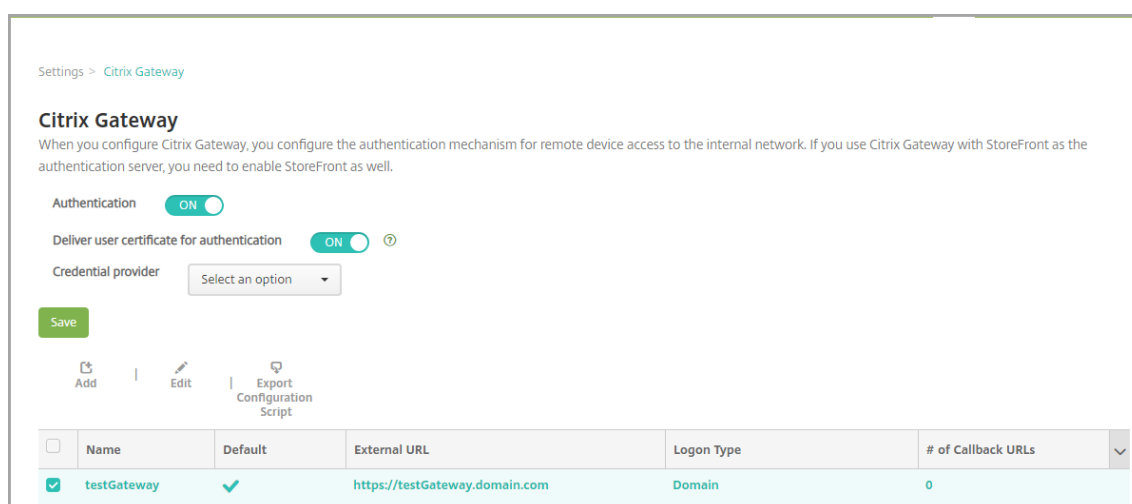 Settings > Citrix Gateway
Citrix Gateway
When you configure Citrix Gateway, you configure the authentication mechanism for remote device access to the internal network. If you use Citrix Gateway with StoreFront as the
authentication server, you need to enable StoreFront as well.
Authentication ON
Deliver user certificate for authentication ON ?
Credential provider Select an option
Save
Add | Edit | Export
Configuration
Script
Name Default External URL Logon Type # of Callback URLs
testGateway https://testGateway.domain.com Domain 0